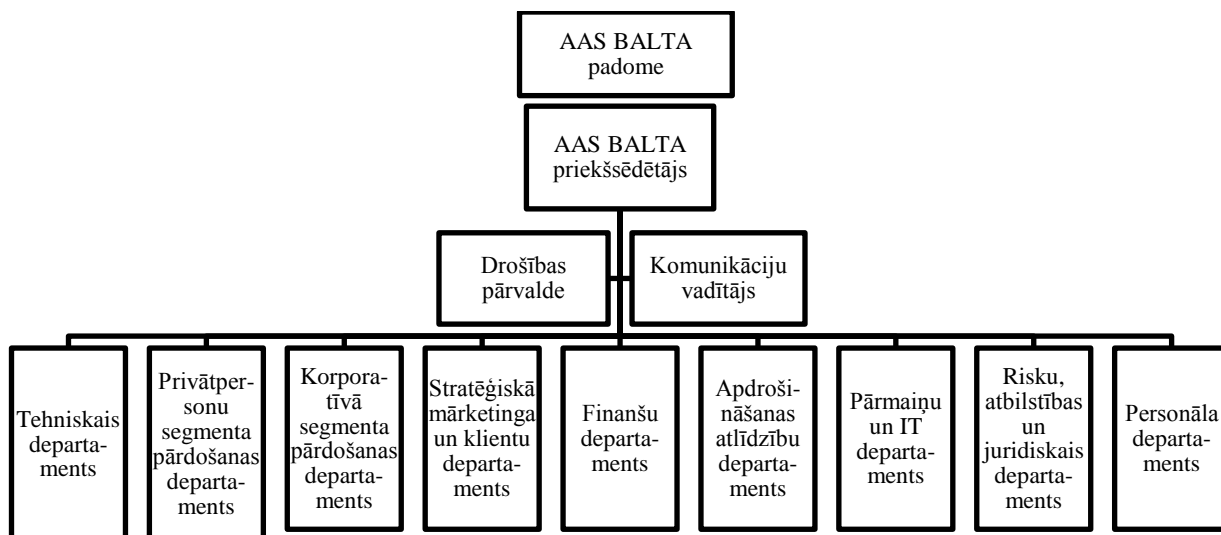 AAS BALTA
padome
AAS BALTA
priekšsēdētājs
Drošības
pārvalde
Komunikāciju
vadītājs
Tehniskais
departa-
ments
Privātper-
sonu
segmenta
pārdošanas
departa-
ments
Korpora-
tīvā
segmenta
pārdošanas
departa-
ments
Stratēģiskā
mārketinga
un klientu
departa-
ments
Finanšu
departa-
ments
Apdroši-
nāšanas
atlīdzību
departa-
ments
Pārmaiņu
un IT
departa-
ments
Risku,
atbilstības
un
juridiskais
departa-
ments
Personāla
departa-
ments